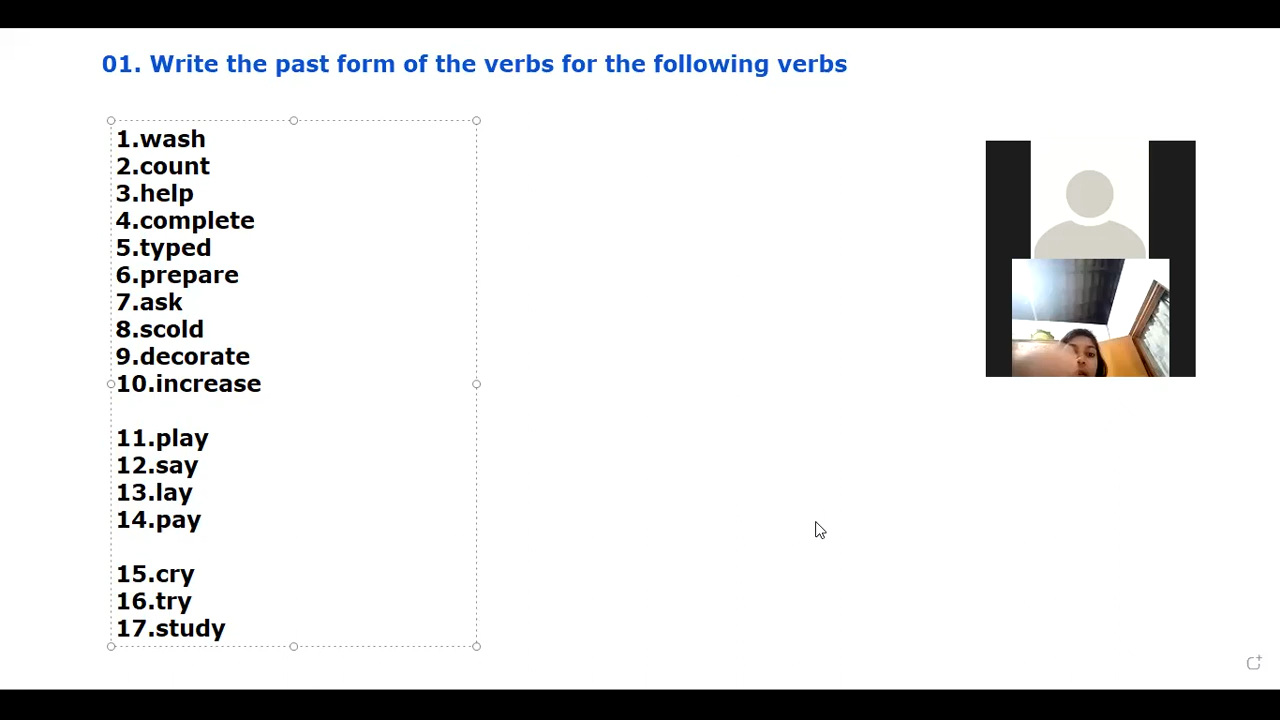 01. Write the past form of the verbs for the following verbs
1.wash
2.count
3.help
4.complete
5.typed
6.prepare
7.ask
8.scold
9.decorate
10.increase
11.play
12.say
13.lay
14.pay
15.cry
16.try
17.study